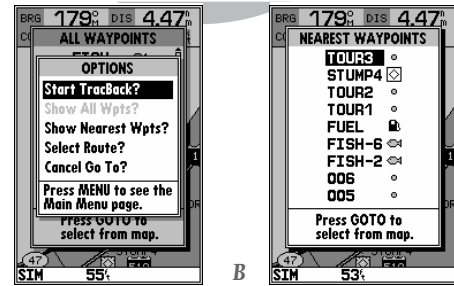 BRG 179°M DIS 4.47nm
ALL WAYPOINTS
OPTIONS
Start TracBack?
Show All Wpts?
Show Nearest Wpts?
Select Route?
Cancel Go To?
Press MENU to see the
Main Menu page.
Press GOTO to
select from map.
47
SIM 55°F
B
BRG 179°M DIS 4.47nm
NEAREST WAYPOINTS
TOUR3
STUMP4
TOUR2
TOUR1
FUEL
FISH-6
FISH-2
006
005
1
Press GOTO to
select from map.
47
SIM 53°F